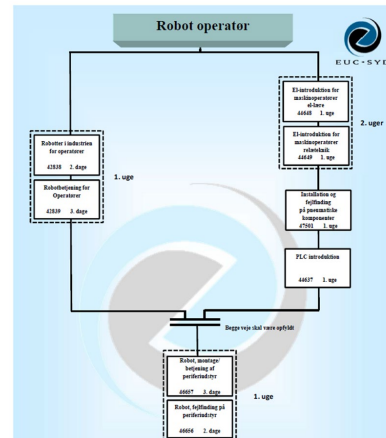 Robot operatør
EUC-SYD
El-introduktion for
maskinoperatører
el-lære
44648 1. uge
2. uger
El-introduktion for
maskinoperatører
relæteknik
44649 1. uge
Robotter i industrien
for operatører
42838 2. dage
1. uge
Robotbetjening for
Operatører
42839 3. dage
Installation og
fejlfinding
på pneumatiske
komponenter
47501 1. uge
PLC introduktion
44637 1. uge
Begge veje skal være opfyldt
Robot, montage/
betjening af
periferiudstyr
46657 3. dage
1. uge
Robot, fejlfinding på
periferiudstyr
46656 2. dage